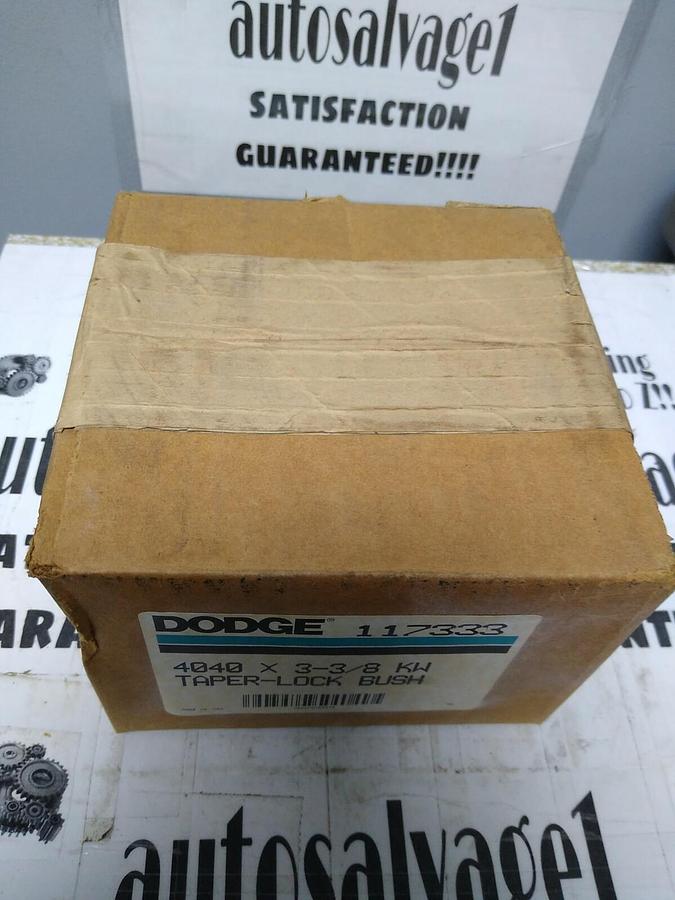 autosalvage1
SATISFACTION
GUARANTEED!!!!
DODGE® 117333
4040 X 3-3/8 KW
TAPER-LOCK BUSH
autosalvage1